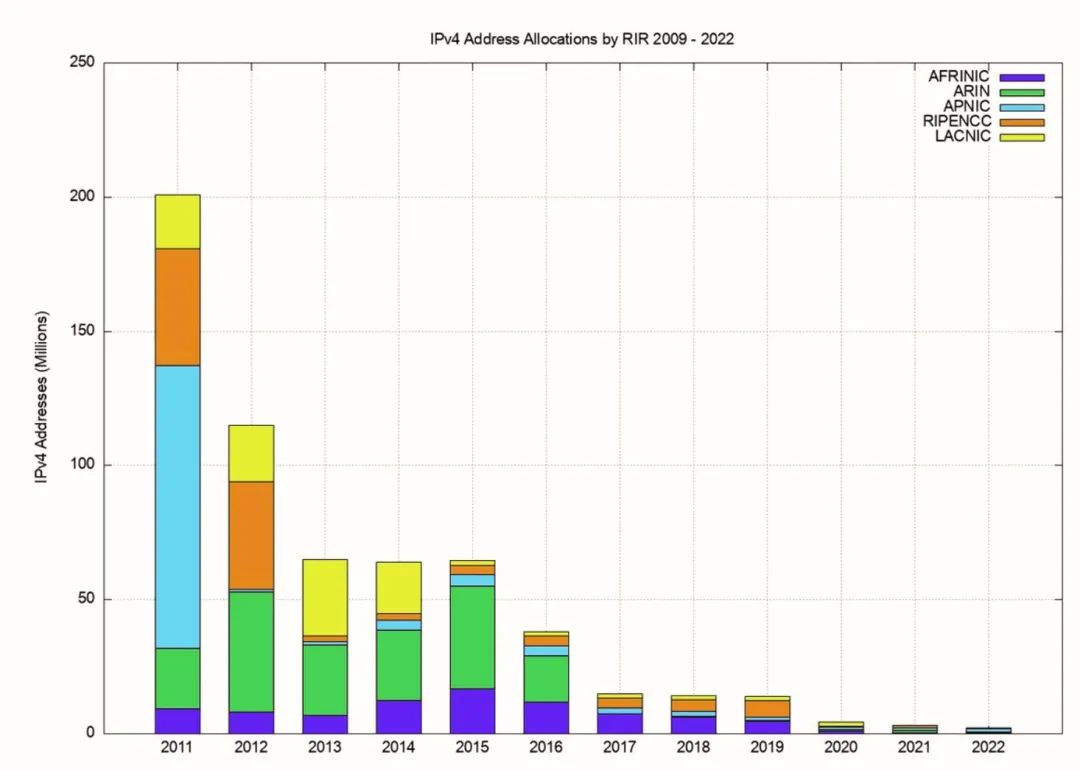 IPv4 Address Allocations by RIR 2009 - 2022
250
200
150
100
50
0
IPv4 Addresses (Millions)
AFRINIC
ARIN
APNIC
RIPENCC
LACNIC
2011 2012 2013 2014 2015 2016 2017 2018 2019 2020 2021 2022